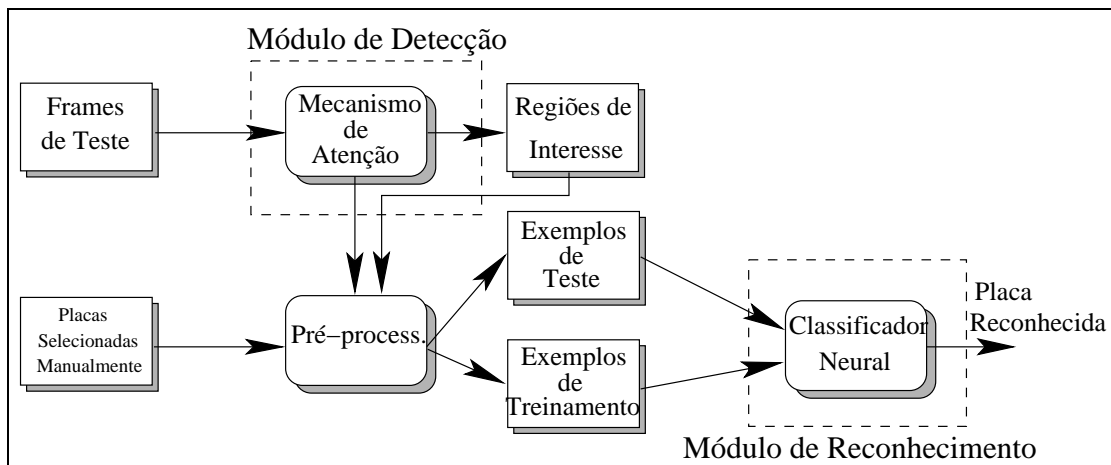 Módulo de Detecção
Frames
de Teste
Mecanismo
de
Atenção
Regiões de
Interesse
Placas
Selecionadas
Manualmente
Pré−process.
Exemplos
de
Teste
Exemplos
de
Treinamento
Classificador
Neural
Placa
Reconhecida
Módulo de Reconhecimento